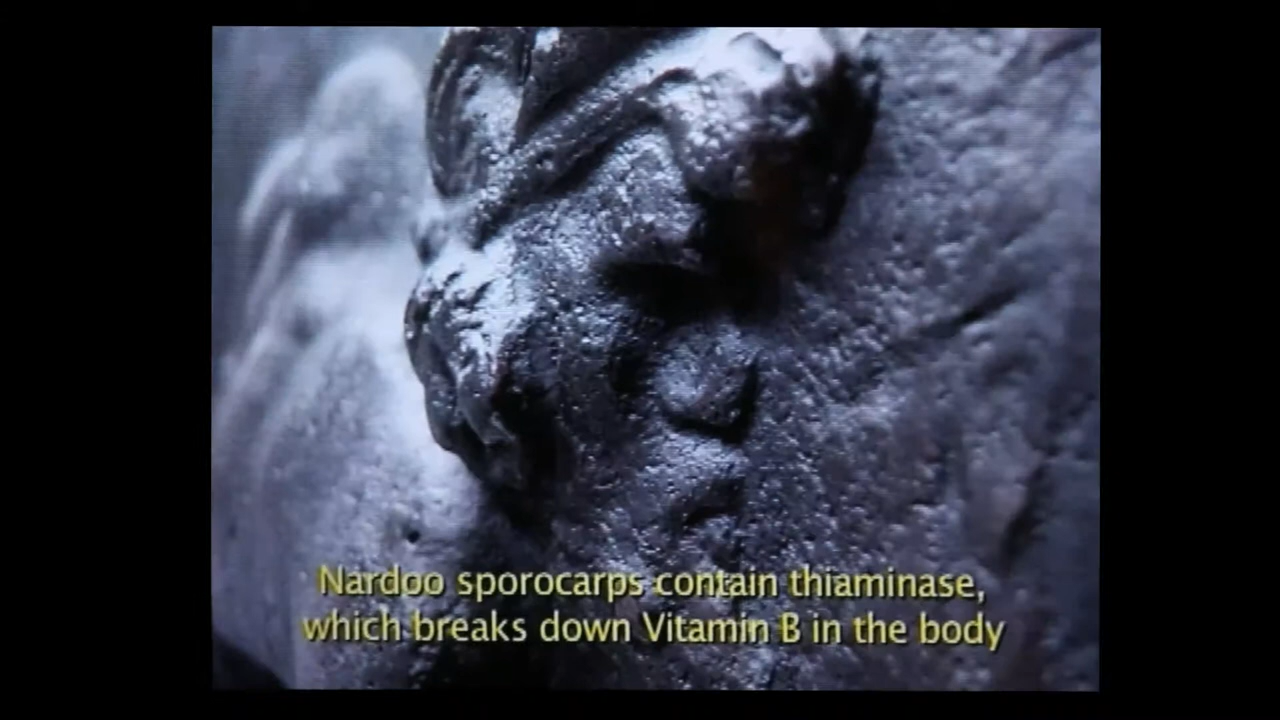 Nardoo sporocarps contain thiaminase,
which breaks down Vitamin B in the body